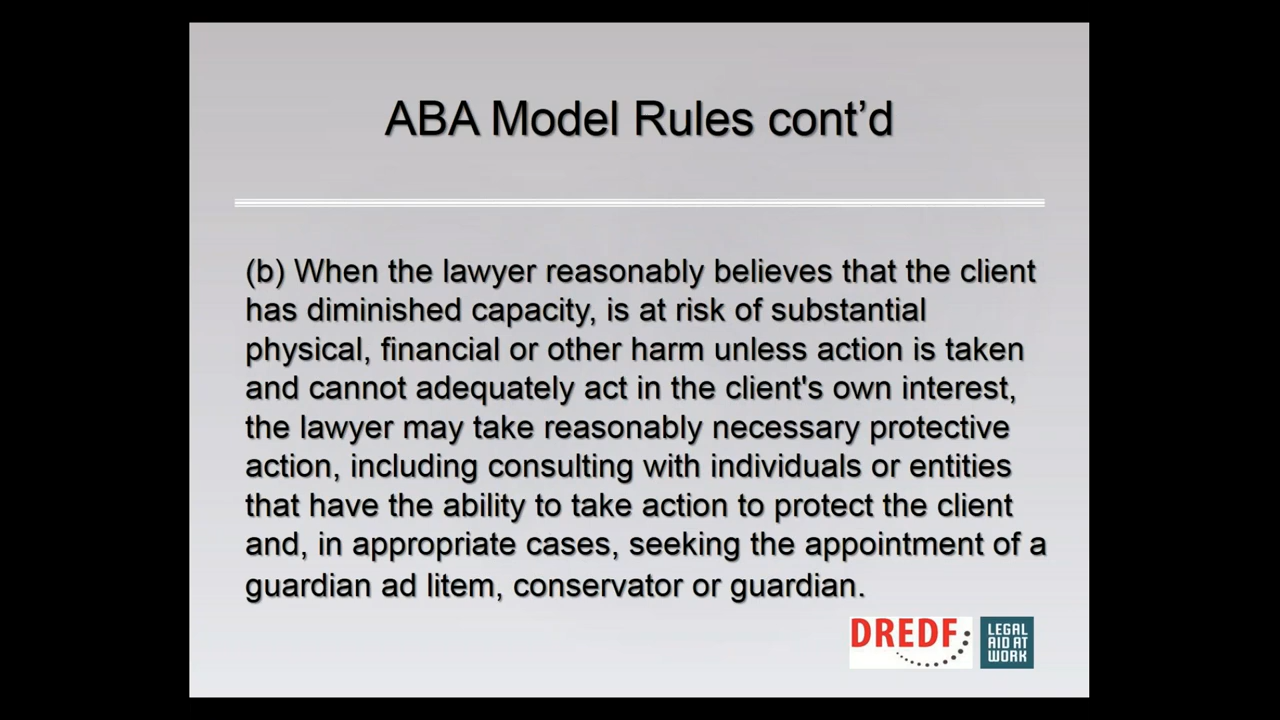 ABA Model Rules cont’d
(b) When the lawyer reasonably believes that the client
has diminished capacity, is at risk of substantial
physical, financial or other harm unless action is taken
and cannot adequately act in the client's own interest,
the lawyer may take reasonably necessary protective
action, including consulting with individuals or entities
that have the ability to take action to protect the client
and, in appropriate cases, seeking the appointment of a
guardian ad litem, conservator or guardian.
DREDF
LEGAL
AID AT
WORK